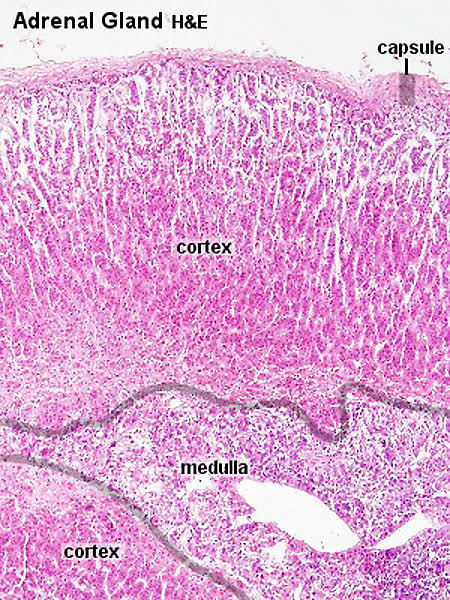 Adrenal Gland H&E
capsule
cortex
medulla
cortex